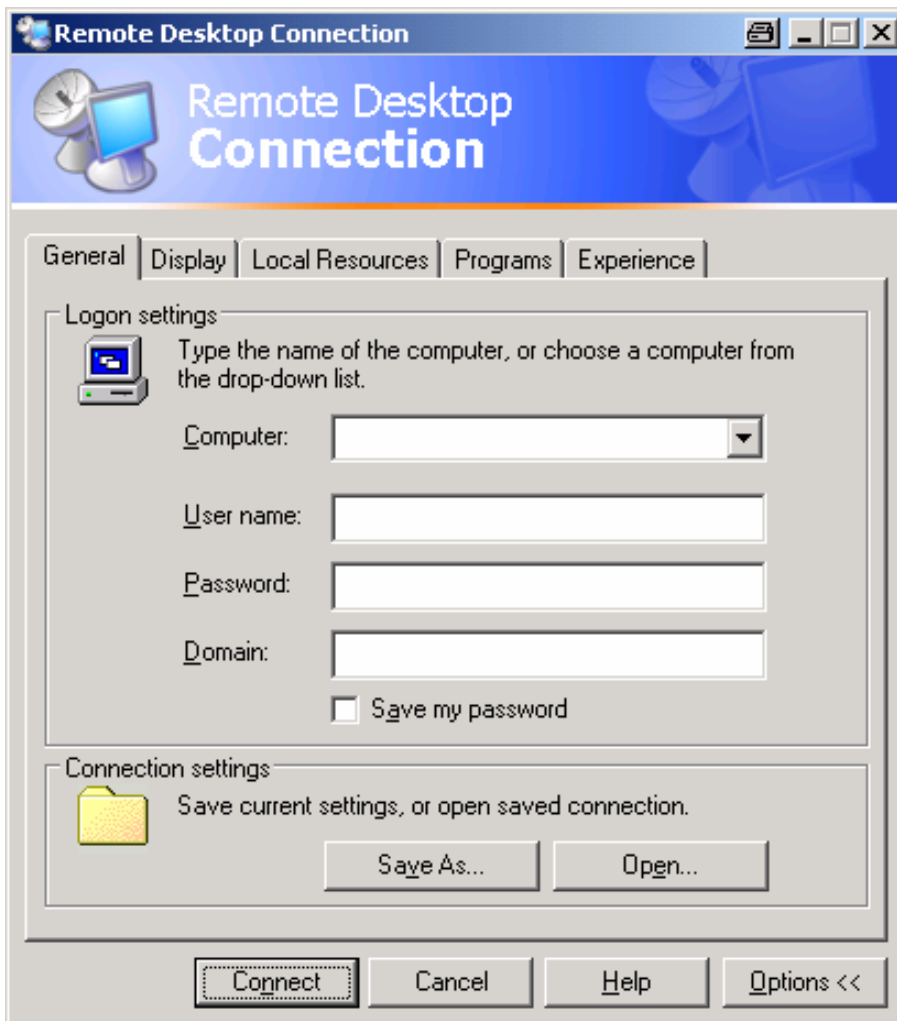 Remote Desktop Connection
Remote Desktop
Connection
General Display Local Resources Programs Experience
Logon settings
Type the name of the computer, or choose a computer from
the drop-down list.
Computer:
User name:
Password:
Domain:
Save my password
Connection settings
Save current settings, or open saved connection.
Save As... Open...
Connect Cancel Help Options <<